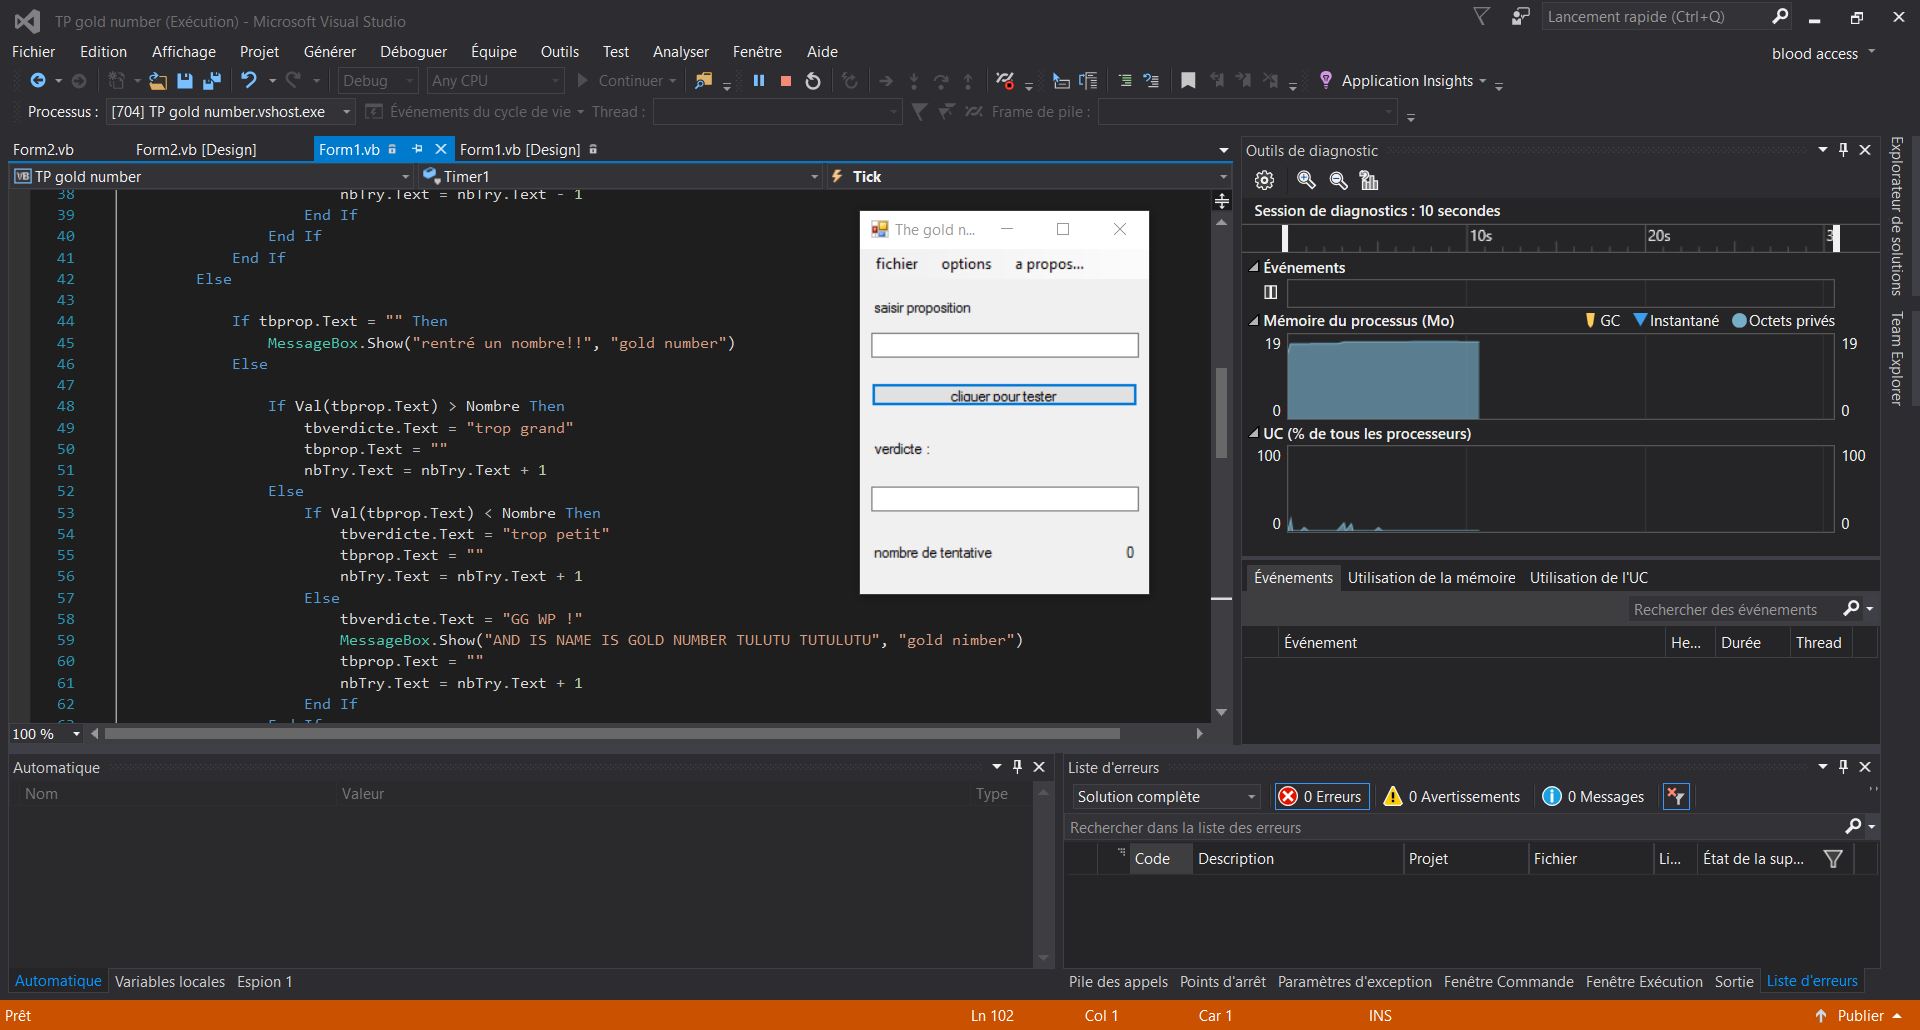 TP gold number (Exécution) - Microsoft Visual Studio
Lancement rapide (Ctrl+Q)
Fichier Edition Affichage Projet Générer Déboguer Équipe Outils Test Analyser Fenêtre Aide
blood access
Debug Any CPU Continuer Application Insights
Processus : [704] TP gold number.vshost.exe Événements du cycle de vie Thread : Frame de pile :
Form2.vb Form2.vb [Design] Form1.vb Form1.vb [Design]
VB TP gold number Timer1 Tick
38 nbTry.Text = nbTry.Text - 1
39 End If
40 End If
41 End If
42 Else
43
44 If tbprop.Text = "" Then
45 MessageBox.Show("rentré un nombre!!", "gold number")
46 Else
47
48 If Val(tbprop.Text) > Nombre Then
49 tbverdicte.Text = "trop grand"
50 tbprop.Text = ""
51 nbTry.Text = nbTry.Text + 1
52 Else
53 If Val(tbprop.Text) < Nombre Then
54 tbverdicte.Text = "trop petit"
55 tbprop.Text = ""
56 nbTry.Text = nbTry.Text + 1
57 Else
58 tbverdicte.Text = "GG WP !"
59 MessageBox.Show("AND IS NAME IS GOLD NUMBER TULUTU TUTULUTU", "gold nimber")
60 tbprop.Text = ""
61 nbTry.Text = nbTry.Text + 1
62 End If
63 End If
100 %
The gold n...
fichier options a propos...
saisir proposition
cliquer pour tester
verdicte :
nombre de tentative 0
Outils de diagnostic
Session de diagnostics : 10 secondes
10s 20s 3
Événements
Mémoire du processus (Mo) GC Instantané Octets privés
19 19
0 0
UC (% de tous les processeurs)
100 100
0 0
Événements Utilisation de la mémoire Utilisation de l'UC
Rechercher des événements
Événement He... Durée Thread
Explorateur de solutions
Team Explorer
Automatique
Nom Valeur Type
Automatique Variables locales Espion 1
Liste d'erreurs
Solution complète 0 Erreurs 0 Avertissements 0 Messages
Rechercher dans la liste des erreurs
Code Description Projet Fichier Li... État de la sup...
Pile des appels Points d'arrêt Paramètres d'exception Fenêtre Commande Fenêtre Exécution Sortie Liste d'erreurs
Prêt Ln 102 Col 1 Car 1 INS Publier